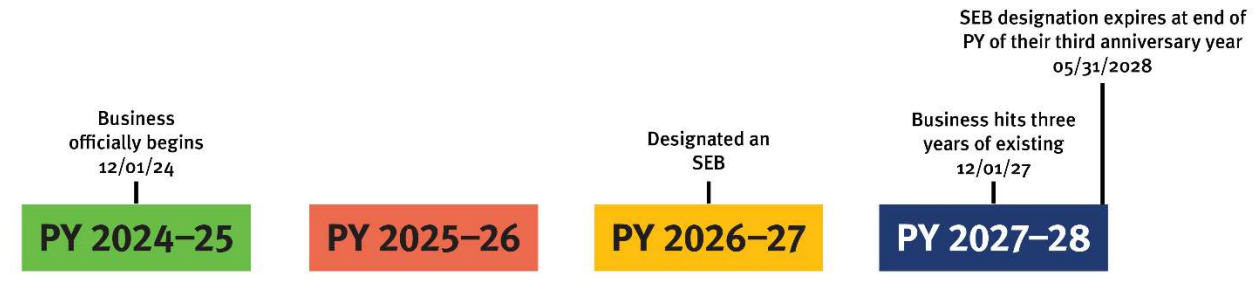 SEB designation expires at end of
PY of their third anniversary year
05/31/2028
Business
officially begins
12/01/24
Designated an
SEB
Business hits three
years of existing
12/01/27
PY 2024–25
PY 2025–26
PY 2026–27
PY 2027–28